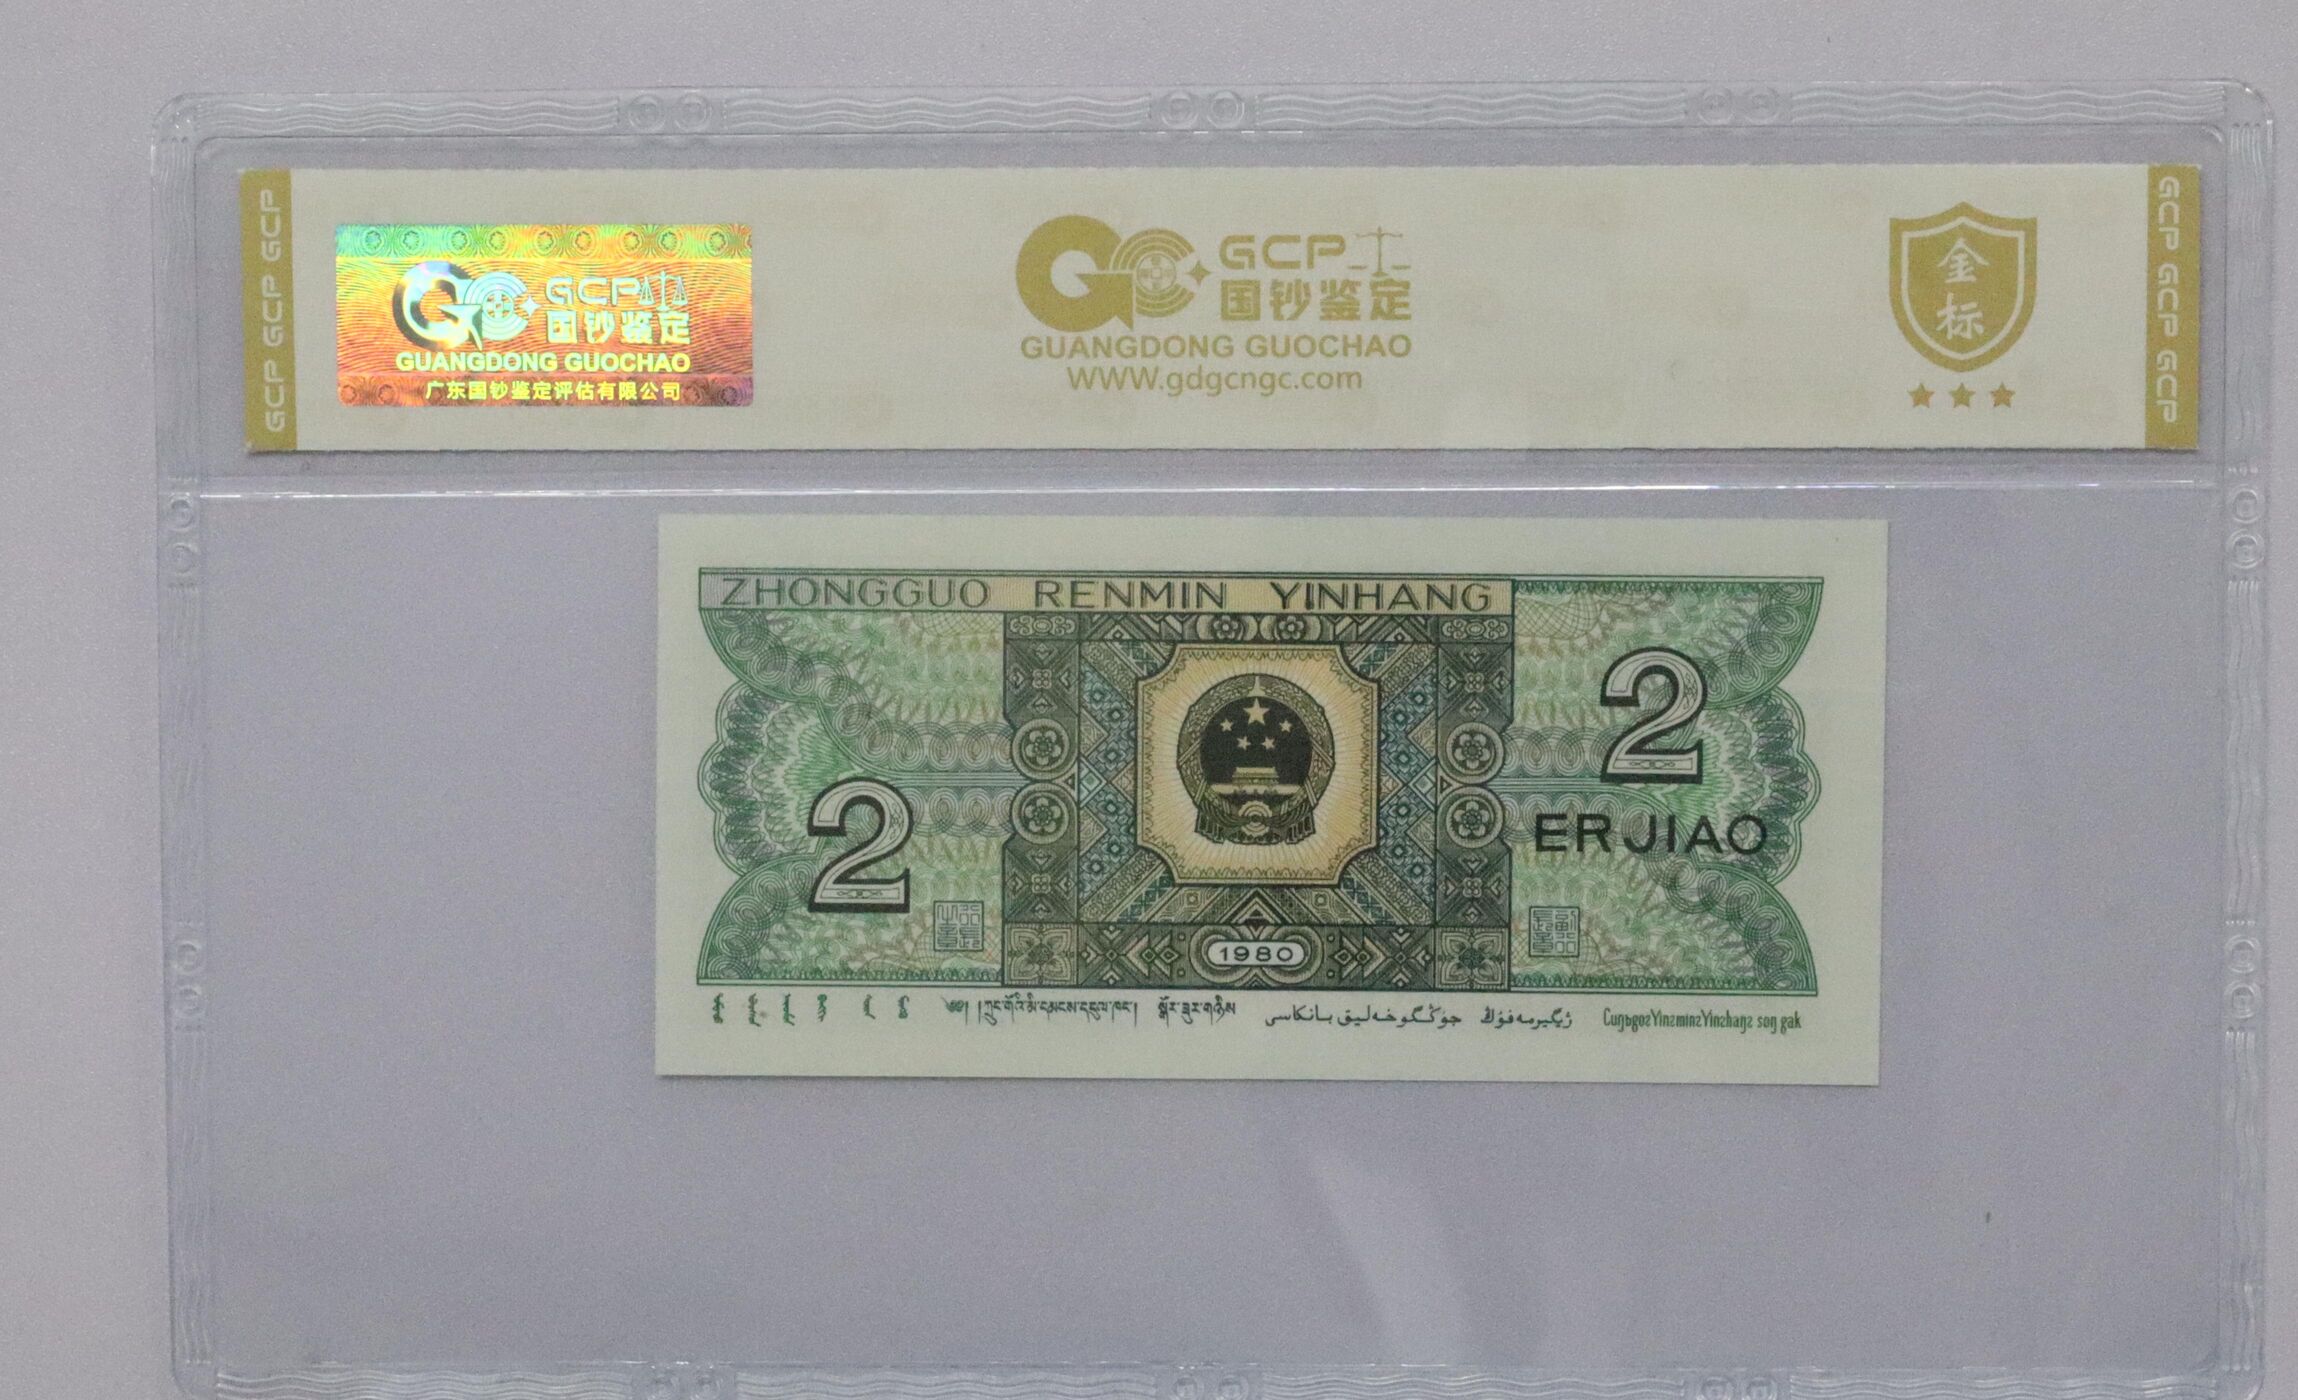 GCP GCP GCP
GCP
国钞鉴定
GUANGDONG GUOCHAO
广东国钞鉴定评估有限公司
GCP
国钞鉴定
GUANGDONG GUOCHAO
WWW.gdgcngc.com
金标
GCP GCP GCP
ZHONGGUO RENMIN YINHANG
2
ERJIAO
2
1980
CuŋƅgozYinƨminƨYinƨhaŋƨ soŋ gak